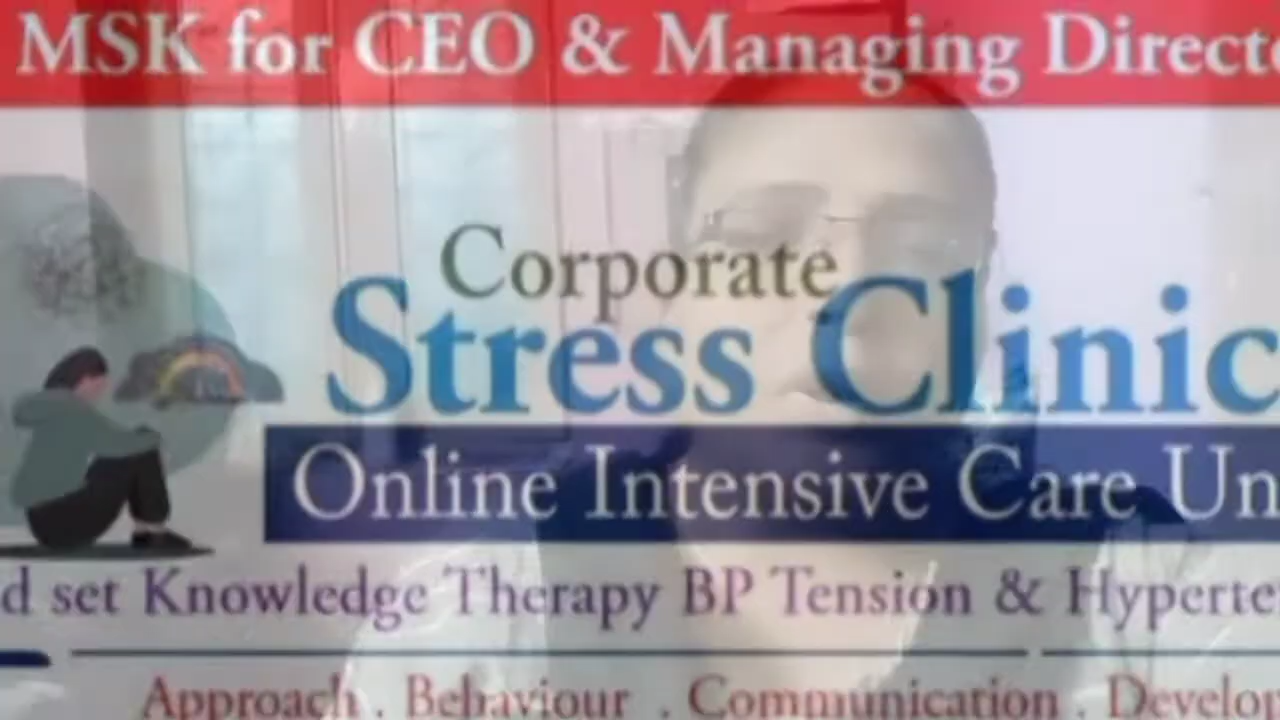 MSK for CEO & Managing Directo
Corporate
Stress Clinic
Online Intensive Care Un
d set Knowledge Therapy BP Tension & Hyperte
Approach . Behaviour . Communication . Develop